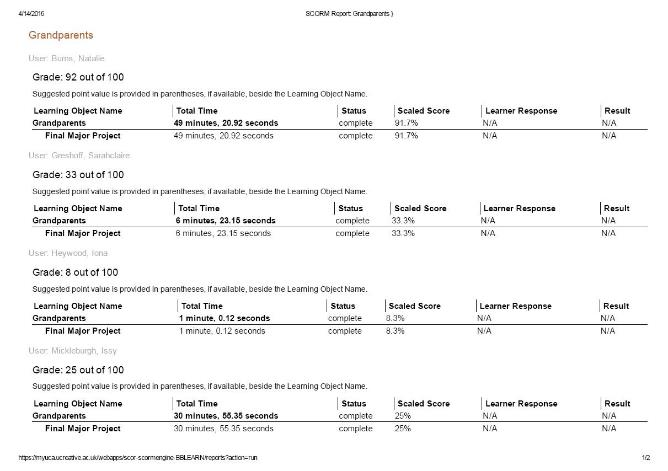 4/14/2016 SCORM Report: Grandparents )
Grandparents
User: Burns, Natalie
Grade: 92 out of 100
Suggested point value is provided in parentheses, if available, beside the Learning Object Name.
Learning Object Name Total Time Status Scaled Score Learner Response Result
Grandparents 49 minutes, 20.92 seconds complete 91.7% N/A N/A
Final Major Project 49 minutes, 20.92 seconds complete 91.7% N/A N/A
User: Greshoff, Sarahclaire
Grade: 33 out of 100
Suggested point value is provided in parentheses, if available, beside the Learning Object Name.
Learning Object Name Total Time Status Scaled Score Learner Response Result
Grandparents 6 minutes, 23.15 seconds complete 33.3% N/A N/A
Final Major Project 6 minutes, 23.15 seconds complete 33.3% N/A N/A
User: Heywood, Iona
Grade: 8 out of 100
Suggested point value is provided in parentheses, if available, beside the Learning Object Name.
Learning Object Name Total Time Status Scaled Score Learner Response Result
Grandparents 1 minute, 0.12 seconds complete 8.3% N/A N/A
Final Major Project 1 minute, 0.12 seconds complete 8.3% N/A N/A
User: Mickleburgh, Issy
Grade: 25 out of 100
Suggested point value is provided in parentheses, if available, beside the Learning Object Name.
Learning Object Name Total Time Status Scaled Score Learner Response Result
Grandparents 30 minutes, 55.35 seconds complete 25% N/A N/A
Final Major Project 30 minutes, 55.35 seconds complete 25% N/A N/A
https://myuca.ucreative.ac.uk/webapps/scor-scormengine-BBLEARN/reports?action=run 1/2